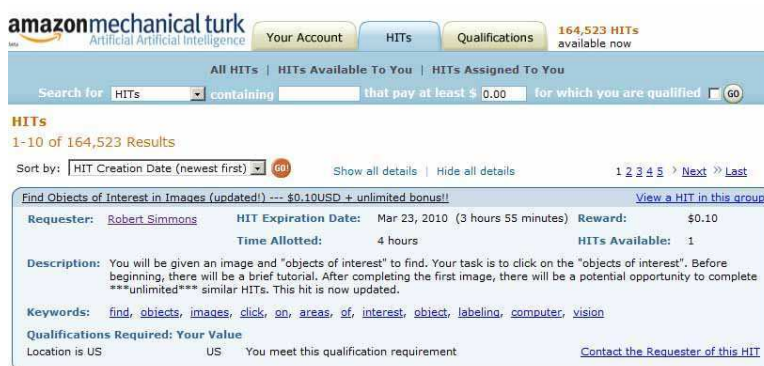 amazonmechanical turk
beta
Artificial Artificial Intelligence
Your Account
HITs
Qualifications
164,523 HITs
available now
All HITs | HITs Available To You | HITs Assigned To You
Search for HITs containing that pay at least $ 0.00 for which you are qualified GO
HITs
1-10 of 164,523 Results
Sort by: HIT Creation Date (newest first) GO! Show all details | Hide all details 1 2 3 4 5 > Next >> Last
Find Objects of Interest in Images (updated!) --- $0.10USD + unlimited bonus!! View a HIT in this group
Requester: Robert Simmons HIT Expiration Date: Mar 23, 2010 (3 hours 55 minutes) Reward: $0.10
Time Allotted: 4 hours HITs Available: 1
Description: You will be given an image and "objects of interest" to find. Your task is to click on the "objects of interest". Before
beginning, there will be a brief tutorial. After completing the first image, there will be a potential opportunity to complete
***unlimited*** similar HITs. This hit is now updated.
Keywords: find, objects, images, click, on, areas, of, interest, object, labeling, computer, vision
Qualifications Required: Your Value
Location is US US You meet this qualification requirement Contact the Requester of this HIT